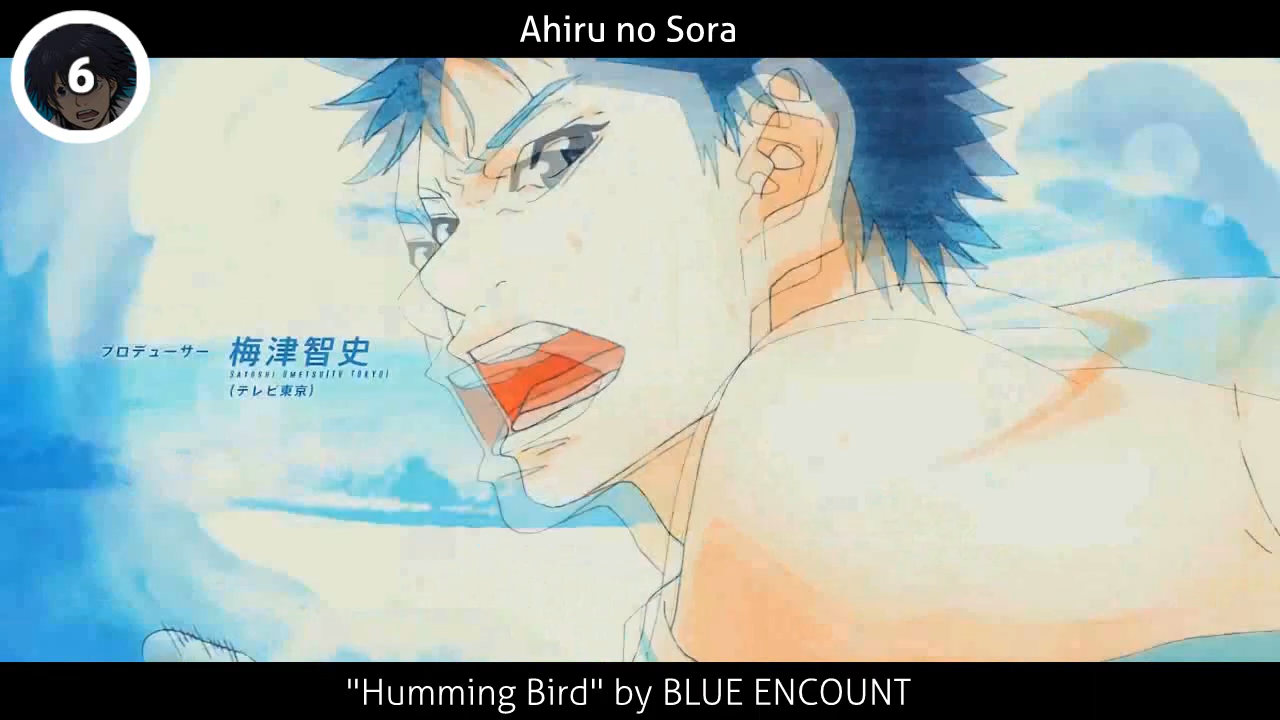 Ahiru no Sora
6
プロデューサー 梅津智史
SATOSHI UMETSU(TV TOKYO)
(テレビ東京)
"Humming Bird" by BLUE ENCOUNT